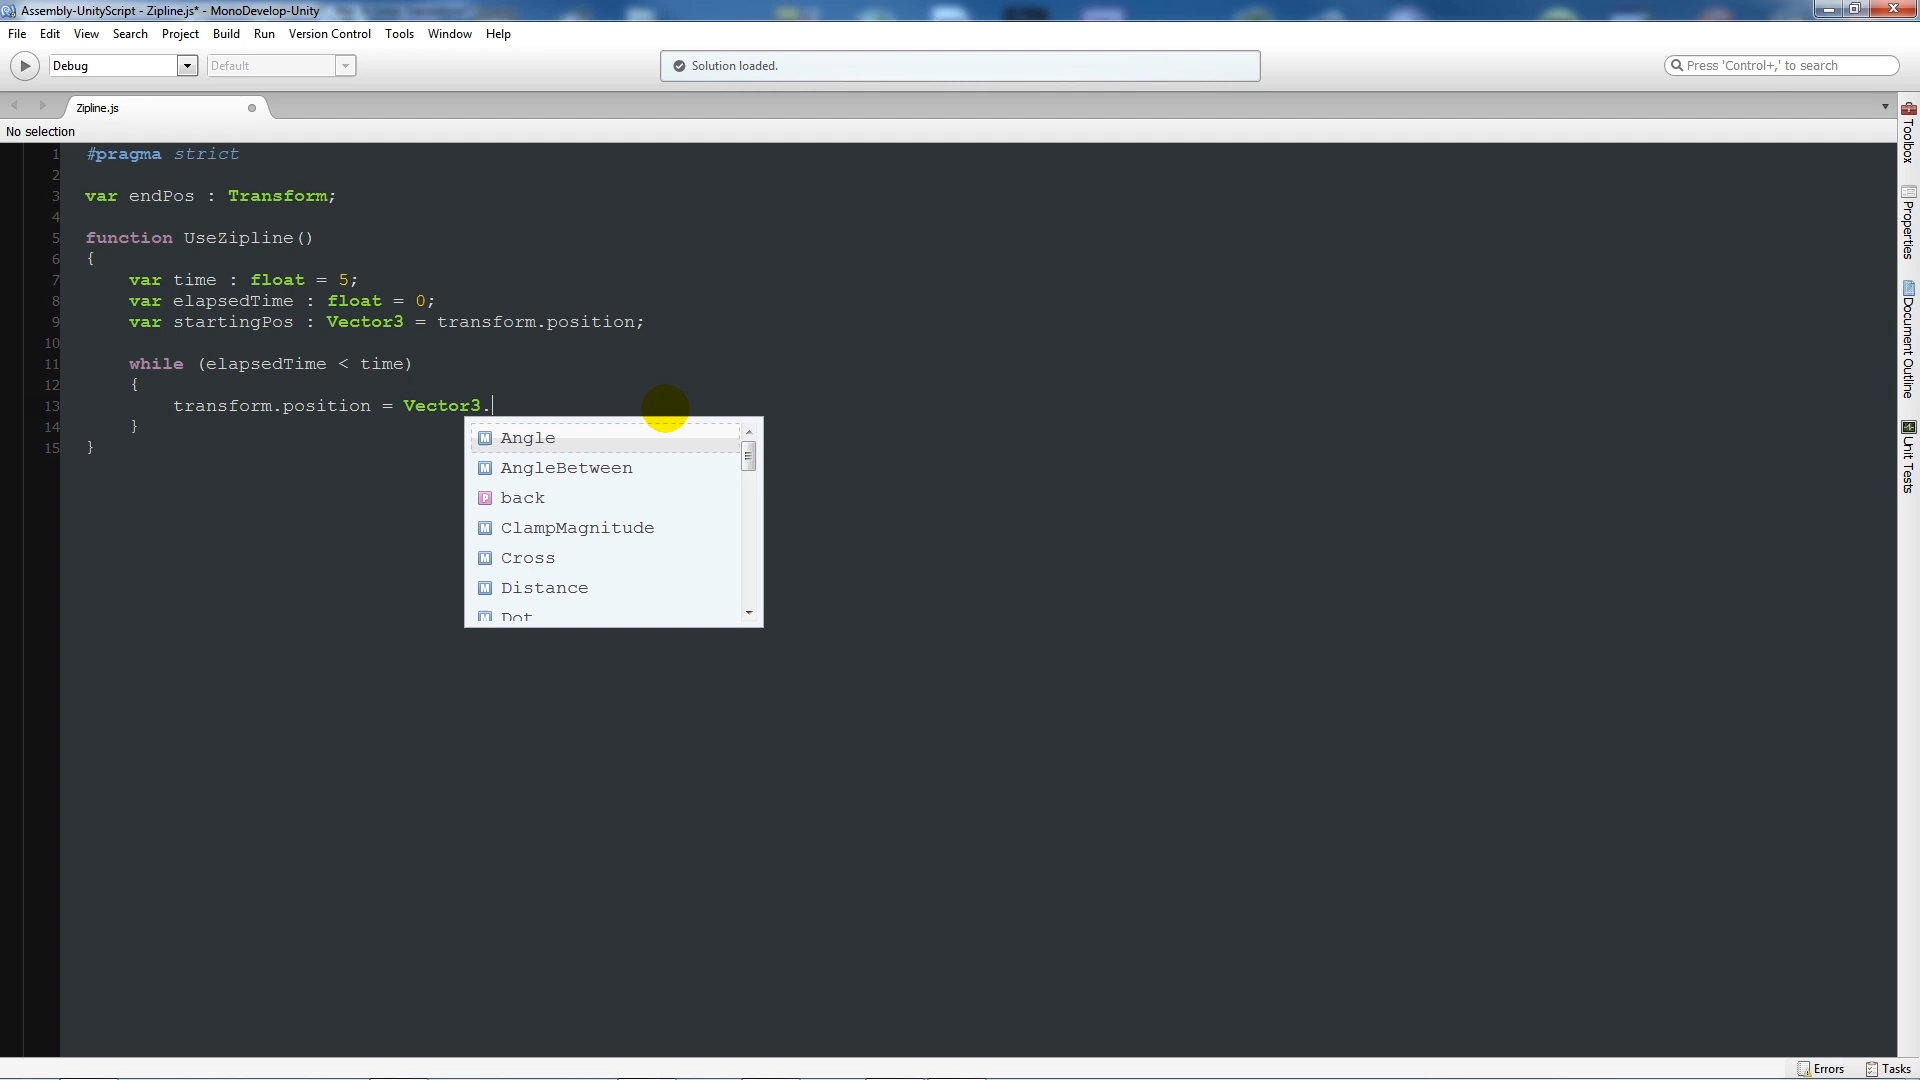 Assembly-UnityScript - Zipline.js* - MonoDevelop-Unity
File Edit View Search Project Build Run Version Control Tools Window Help
Debug Default Solution loaded. Press 'Control+,' to search
Zipline.js
No selection
1 #pragma strict
2
3 var endPos : Transform;
4
5 function UseZipline()
6 {
7 var time : float = 5;
8 var elapsedTime : float = 0;
9 var startingPos : Vector3 = transform.position;
10
11 while (elapsedTime < time)
12 {
13 transform.position = Vector3.
14 }
15 }
M Angle
M AngleBetween
P back
M ClampMagnitude
M Cross
M Distance
M Dot
Toolbox
Properties
Document Outline
Unit Tests
Errors Tasks